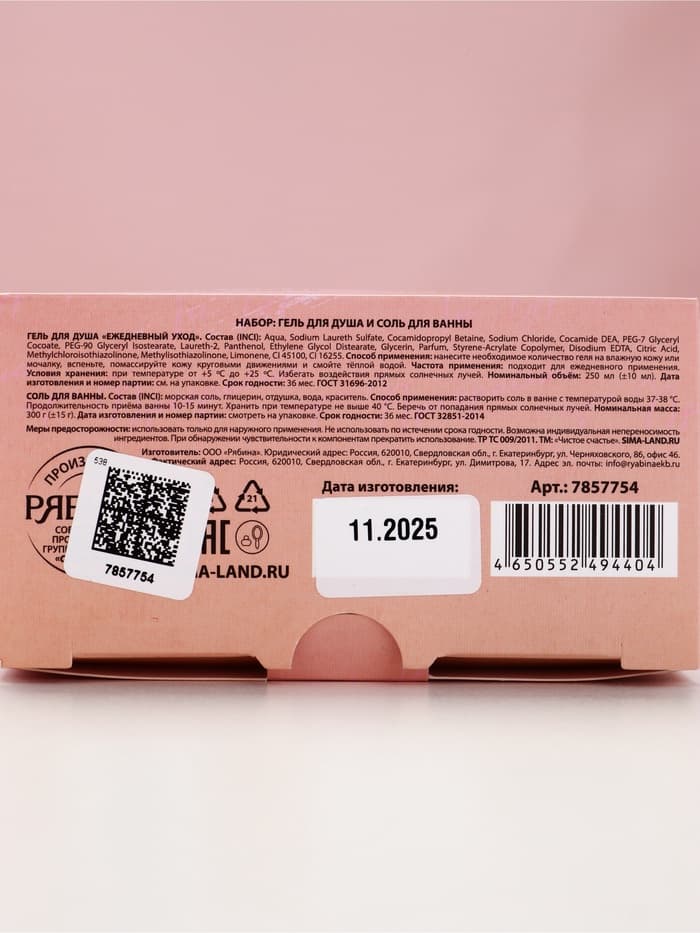 НАБОР: ГЕЛЬ ДЛЯ ДУША И СОЛЬ ДЛЯ ВАННЫ
ГЕЛЬ ДЛЯ ДУША «ЕЖЕДНЕВНЫЙ УХОД». Состав (INCI): Aqua, Sodium Laureth Sulfate, Cocamidopropyl Betaine, Sodium Chloride, Cocamide DEA, PEG-7 Glyceryl
Cocoate, PEG-90 Glyceryl Isostearate, Laureth-2, Panthenol, Ethylene Glycol Distearate, Glycerin, Parfum, Styrene-Acrylate Copolymer, Disodium EDTA, Citric Acid,
Methylchloroisothiazolinone, Methylisothiazolinone, Limonene, CI 45100, CI 16255. Способ применения: нанесите необходимое количество геля на влажную кожу или
мочалку, вспеньте, помассируйте кожу круговыми движениями и смойте тёплой водой. Частота применения: подходит для ежедневного применения.
Условия хранения: при температуре от +5 °C до +25 °C. Избегать воздействия прямых солнечных лучей. Номинальный объём: 250 мл (±10 мл). Дата
изготовления и номер партии: см. на упаковке. Срок годности: 36 мес. ГОСТ 31696-2012
СОЛЬ ДЛЯ ВАННЫ. Состав (INCI): морская соль, глицерин, отдушка, вода, краситель. Способ применения: растворить соль в ванне с температурой воды 37-38 °C.
Продолжительность приёма ванны 10-15 минут. Хранить при температуре не выше 40 °C. Беречь от попадания прямых солнечных лучей. Номинальная масса:
300 г (±15 г). Дата изготовления и номер партии: смотреть на упаковке. Срок годности: 36 мес. ГОСТ 32851-2014
Меры предосторожности: использовать только для наружного применения. Не использовать по истечении срока годности. Возможна индивидуальная непереносимость
ингредиентов. При обнаружении чувствительности к компонентам прекратить использование. ТР ТС 009/2011. ТМ: «Чистое счастье». SIMA-LAND.RU
Изготовитель: ООО «Рябина». Юридический адрес: Россия, 620010, Свердловская обл., г. Екатеринбург, ул. Черняховского, 86, оф.
адрес: Россия, 620010, Свердловская обл., г. Екатеринбург, ул. Димитрова, 17. Адрес эл. почты: info@ryabinaekb.ru
538
7857754
21
Дата изготовления:
11.2025
Арт.: 7857754
4 650552 494404
MA-LAND.RU